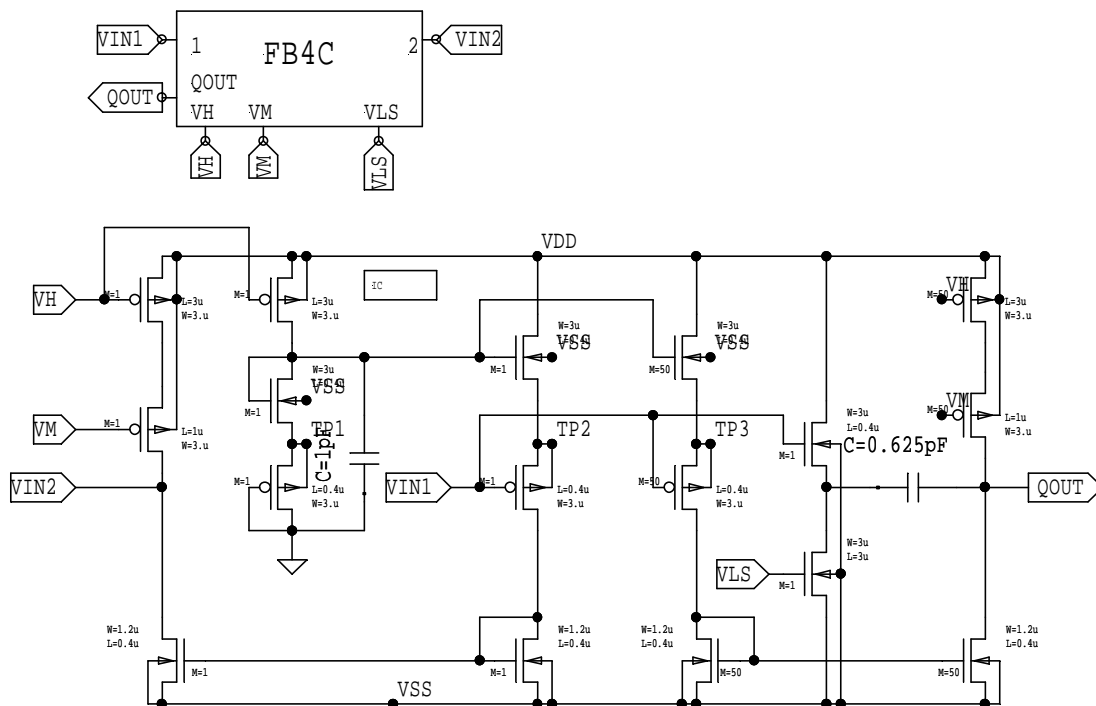 VIN1
1
FB4C
2
VIN2
QOUT
QOUT
VH
VM
VLS
VH
VM
VLS
VDD
VH
M=1
L=3u
W=3.u
M=1
L=3u
W=3.u
IC
W=3u
VSS
M=1
W=3u
VSS
M=50
VH
L=3u
W=3.u
W=3u
VSS
M=1
VM
M=1
L=1u
W=3.u
TP1
C=1pF
TP2
TP3
W=3u
L=0.4u
M=1
C=0.625pF
VM
L=1u
W=3.u
VIN2
M=1
L=0.4u
W=3.u
VIN1
M=1
L=0.4u
W=3.u
M=50
L=0.4u
W=3.u
QOUT
VLS
W=3u
L=3u
M=1
W=1.2u
L=0.4u
M=1
W=1.2u
L=0.4u
M=1
W=1.2u
L=0.4u
M=50
W=1.2u
L=0.4u
M=50
VSS